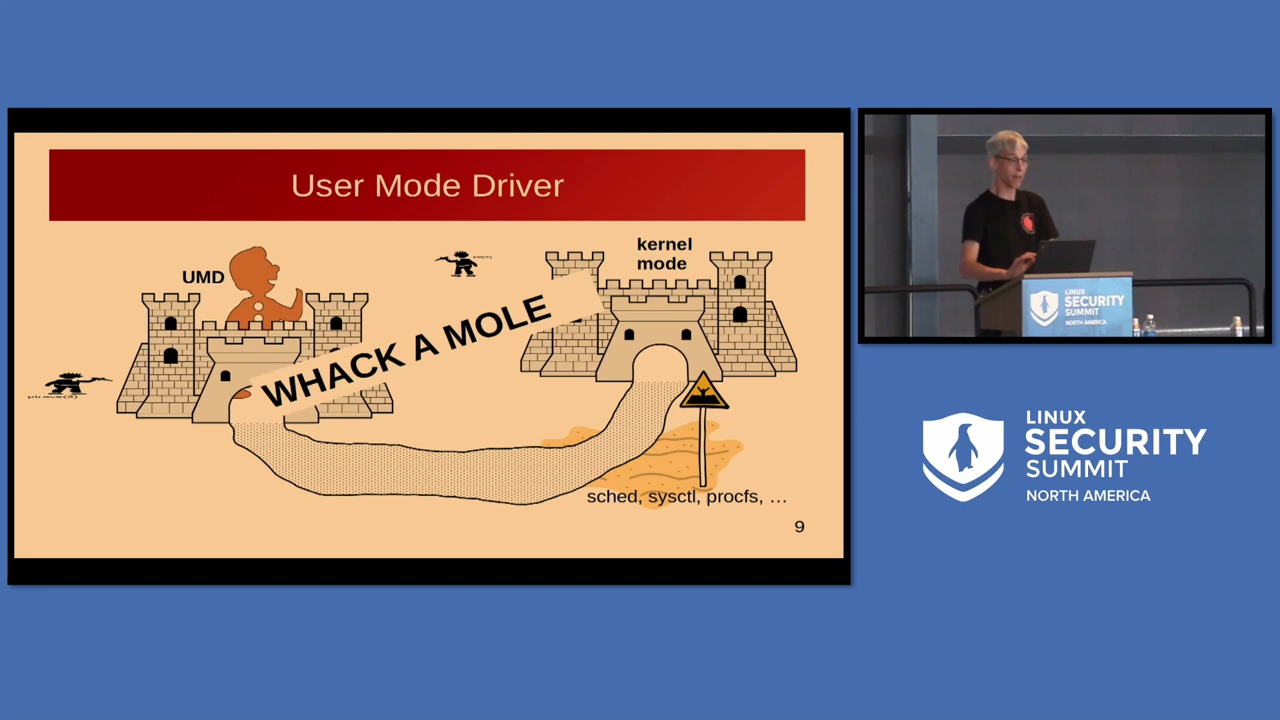 User Mode Driver
UMD
kernel
mode
WHACK A MOLE
sched, sysctl, procfs, …
9
LINUX
SECURITY
SUMMIT
NORTH AMERICA
LINUX
SECURITY
SUMMIT
NORTH AMERICA